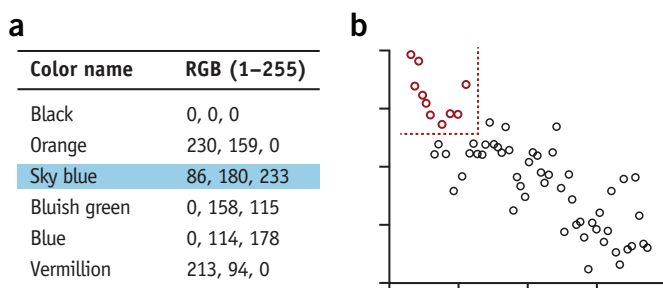 a
b
Color name RGB (1–255)
Black 0, 0, 0
Orange 230, 159, 0
Sky blue 86, 180, 233
Bluish green 0, 158, 115
Blue 0, 114, 178
Vermillion 213, 94, 0